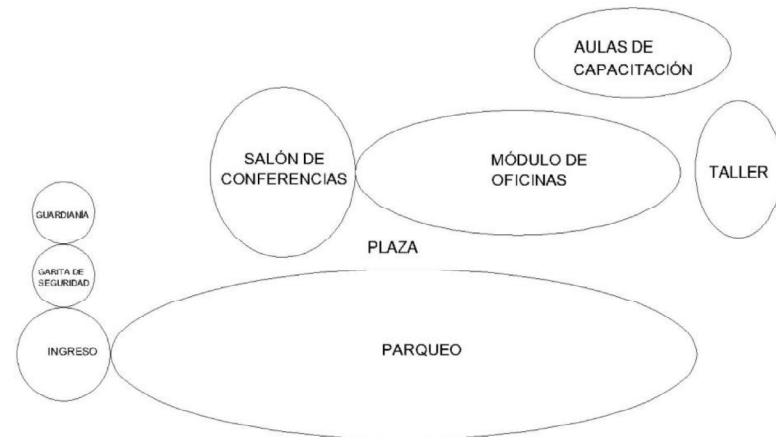 AULAS DE
CAPACITACIÓN
SALÓN DE
CONFERENCIAS
MÓDULO DE
OFICINAS
TALLER
GUARDIANÍA
PLAZA
GARITA DE
SEGURIDAD
INGRESO
PARQUEO